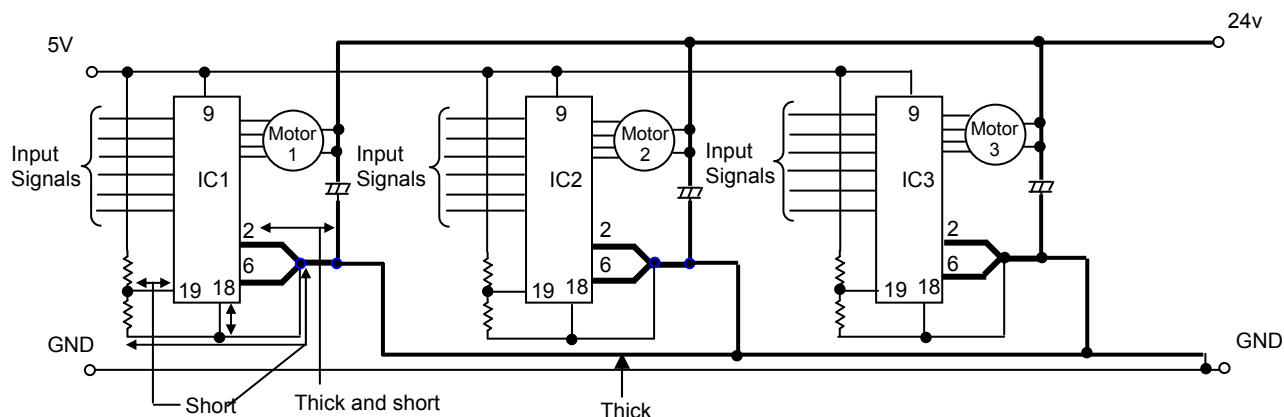 24v
5V
9
9
9
Motor
1
Motor
2
Motor
3
Input
Signals
Input
Signals
Input
Signals
IC1
IC2
IC3
2
2
2
6
6
6
19
18
19
18
19
18
GND
GND
Short
Thick and short
Thick